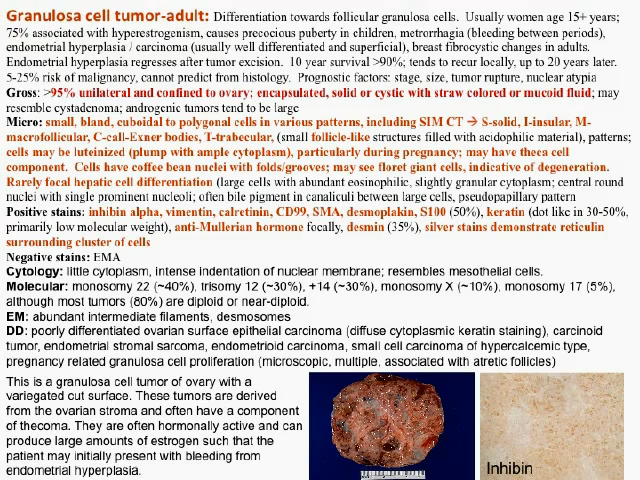 Granulosa cell tumor-adult: Differentiation towards follicular granulosa cells. Usually women age 15+ years;
75% associated with hyperestrogenism, causes precocious puberty in children, metrorrhagia (bleeding between periods),
endometrial hyperplasia / carcinoma (usually well differentiated and superficial), breast fibrocystic changes in adults.
Endometrial hyperplasia regresses after tumor excision. 10 year survival >90%; tends to recur locally, up to 20 years later.
5-25% risk of malignancy, cannot predict from histology. Prognostic factors: stage, size, tumor rupture, nuclear atypia
Gross: >95% unilateral and confined to ovary; encapsulated, solid or cystic with straw colored or mucoid fluid; may
resemble cystadenoma; androgenic tumors tend to be large
Micro: small, bland, cuboidal to polygonal cells in various patterns, including SIM CT → S-solid, I-insular, M-
macrofollicular, C-call-Exner bodies, T-trabecular, (small follicle-like structures filled with acidophilic material), patterns;
cells may be luteinized (plump with ample cytoplasm), particularly during pregnancy; may have theca cell
component. Cells have coffee bean nuclei with folds/grooves; may see floret giant cells, indicative of degeneration.
Rarely focal hepatic cell differentiation (large cells with abundant eosinophilic, slightly granular cytoplasm; central round
nuclei with single prominent nucleoli; often bile pigment in canaliculi between large cells, pseudopapillary pattern
Positive stains: inhibin alpha, vimentin, calretinin, CD99, SMA, desmoplakin, S100 (50%), keratin (dot like in 30-50%,
primarily low molecular weight), anti-Mullerian hormone focally, desmin (35%), silver stains demonstrate reticulin
surrounding cluster of cells
Negative stains: EMA
Cytology: little cytoplasm, intense indentation of nuclear membrane; resembles mesothelial cells.
Molecular: monosomy 22 (~40%), trisomy 12 (~30%), +14 (~30%), monosomy X (~10%), monosomy 17 (5%),
although most tumors (80%) are diploid or near-diploid.
EM: abundant intermediate filaments, desmosomes
DD: poorly differentiated ovarian surface epithelial carcinoma (diffuse cytoplasmic keratin staining), carcinoid
tumor, endometrial stromal sarcoma, endometrioid carcinoma, small cell carcinoma of hypercalcemic type,
pregnancy related granulosa cell proliferation (microscopic, multiple, associated with atretic follicles)
This is a granulosa cell tumor of ovary with a
variegated cut surface. These tumors are derived
from the ovarian stroma and often have a component
of thecoma. They are often hormonally active and can
produce large amounts of estrogen such that the
patient may initially present with bleeding from
endometrial hyperplasia.
Inhibin